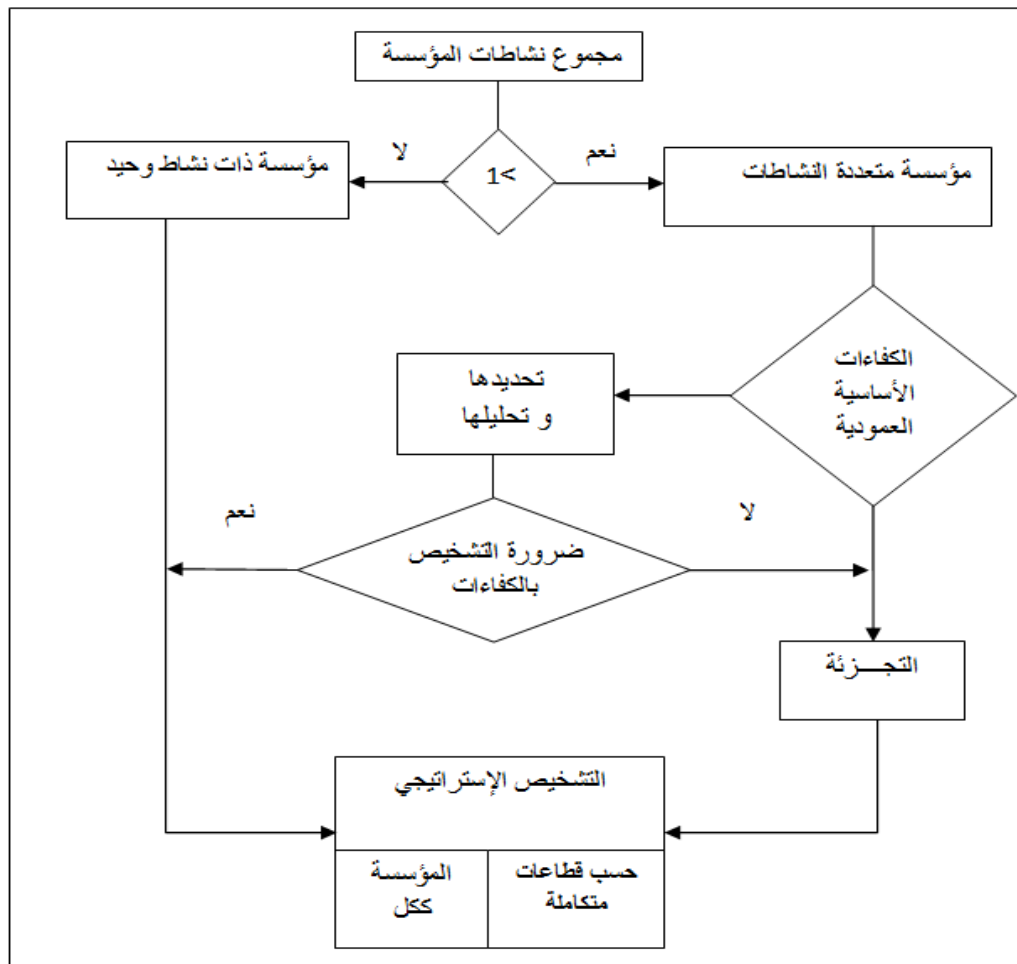 مجموع نشاطات المؤسسة
نعم
لا
1<
مؤسسة متعددة النشاطات
مؤسسة ذات نشاط وحيد
الكفاءات
الأساسية
العمودية
تحديدها
و تحليلها
لا
نعم
ضرورة التشخيص
بالكفاءات
التجـــزئة
التشخيص الإستراتيجي
حسب قطاعات
متكاملة
المؤسسة
ككل